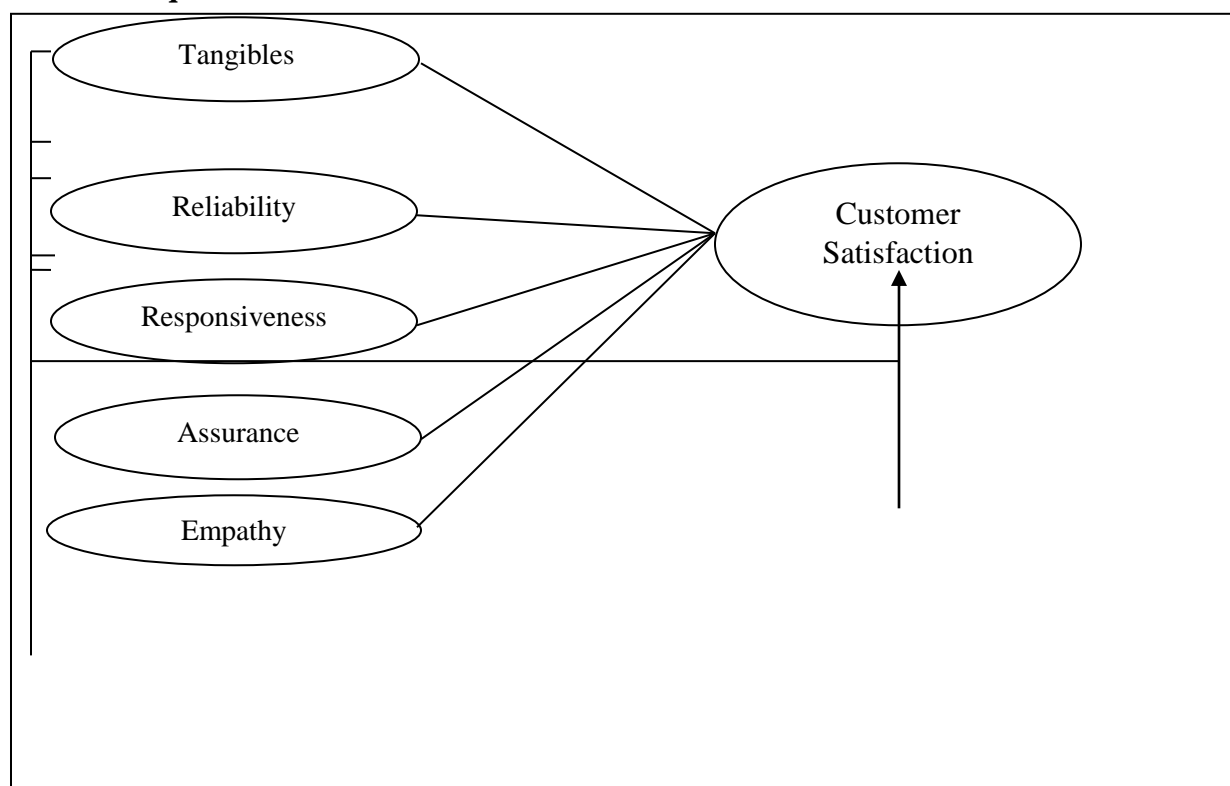 Tangibles
Reliability
Customer
Satisfaction
Responsiveness
Assurance
Empathy